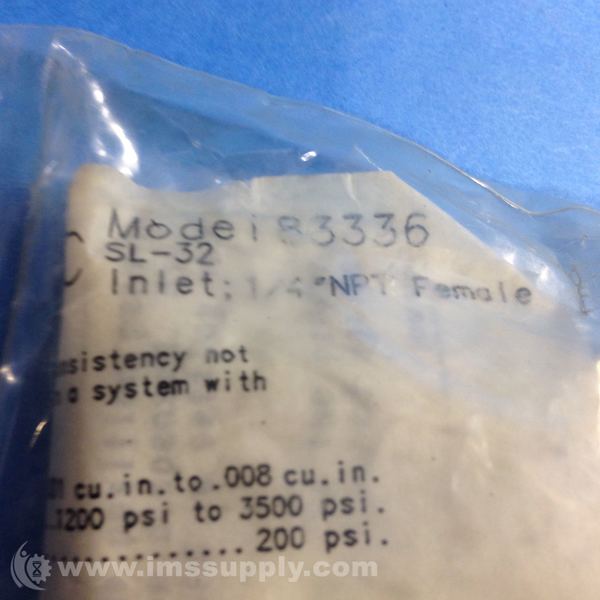 Model 83336
SL-32
Inlet: 1/4" NPT Female
nsistency not
a system with
01 cu.in.to.008 cu.in.
.1200 psi to 3500 psi.
.............. 200 psi.
www.imssupply.com